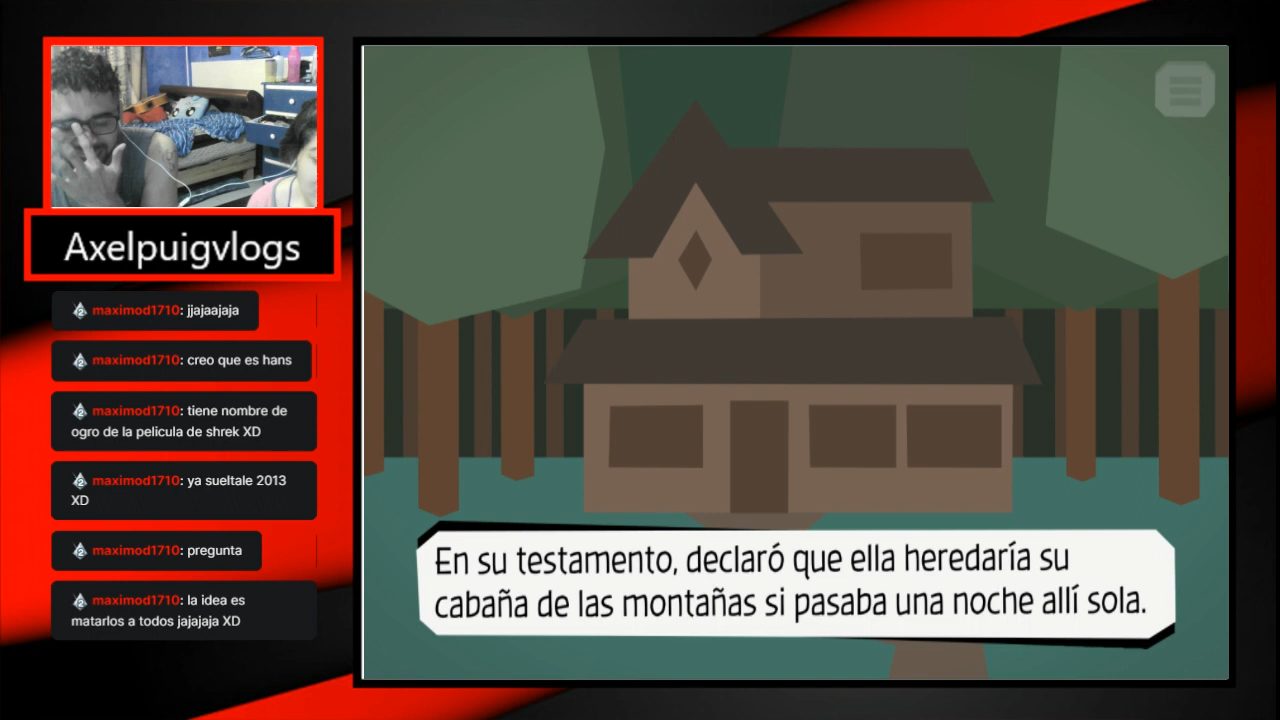 Axelpuigvlogs
maximod1710: jjajaajaja
maximod1710: creo que es hans
maximod1710: tiene nombre de
ogro de la pelicula de shrek XD
maximod1710: ya sueltale 2013
XD
maximod1710: pregunta
maximod1710: la idea es
matarlos a todos jajajaja XD
En su testamento, declaró que ella heredaría su
cabaña de las montañas si pasaba una noche allí sola.